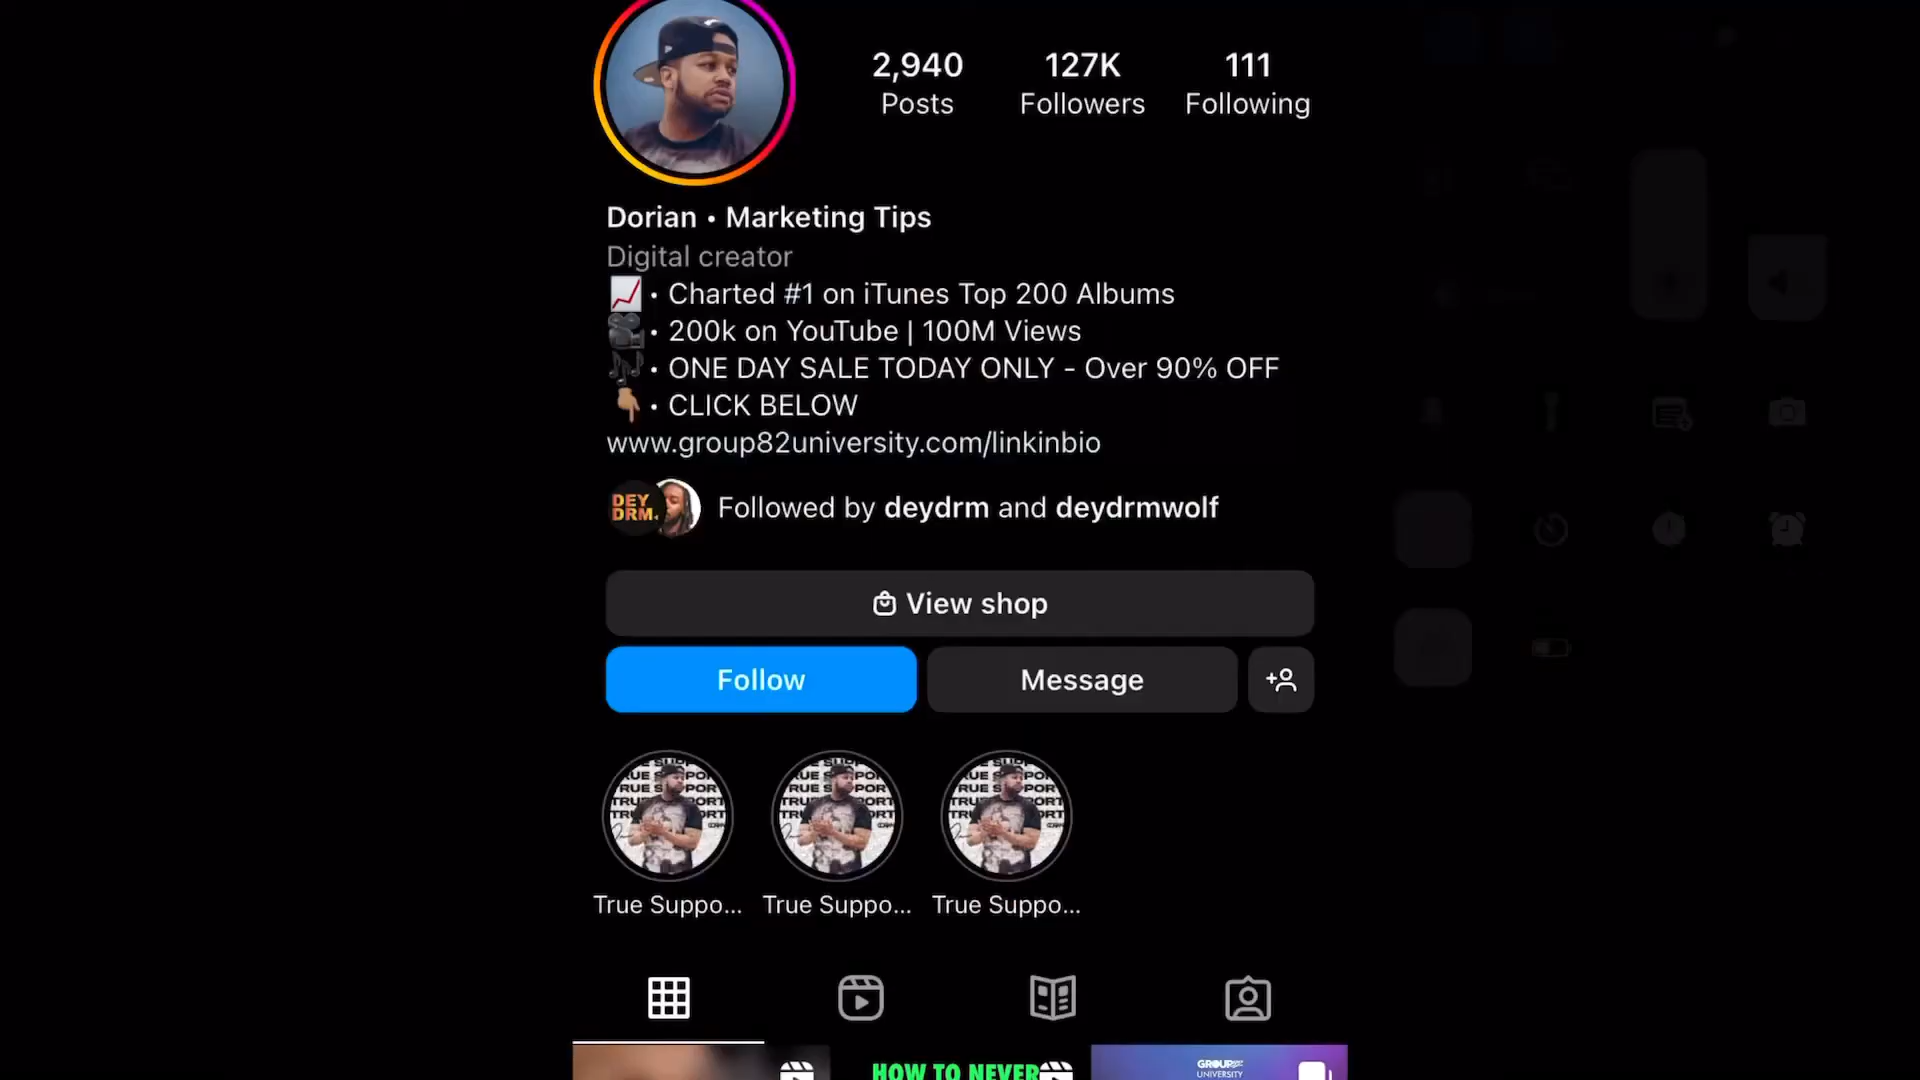 2,940
Posts
127K
Followers
111
Following
Dorian • Marketing Tips
Digital creator
• Charted #1 on iTunes Top 200 Albums
• 200k on YouTube | 100M Views
• ONE DAY SALE TODAY ONLY - Over 90% OFF
• CLICK BELOW
www.group82university.com/linkinbio
DEY
DRM.
Followed by deydrm and deydrmwolf
View shop
Follow
Message
True Suppo...
True Suppo...
True Suppo...
HOW TO NEVER
GROUP
UNIVERSITY